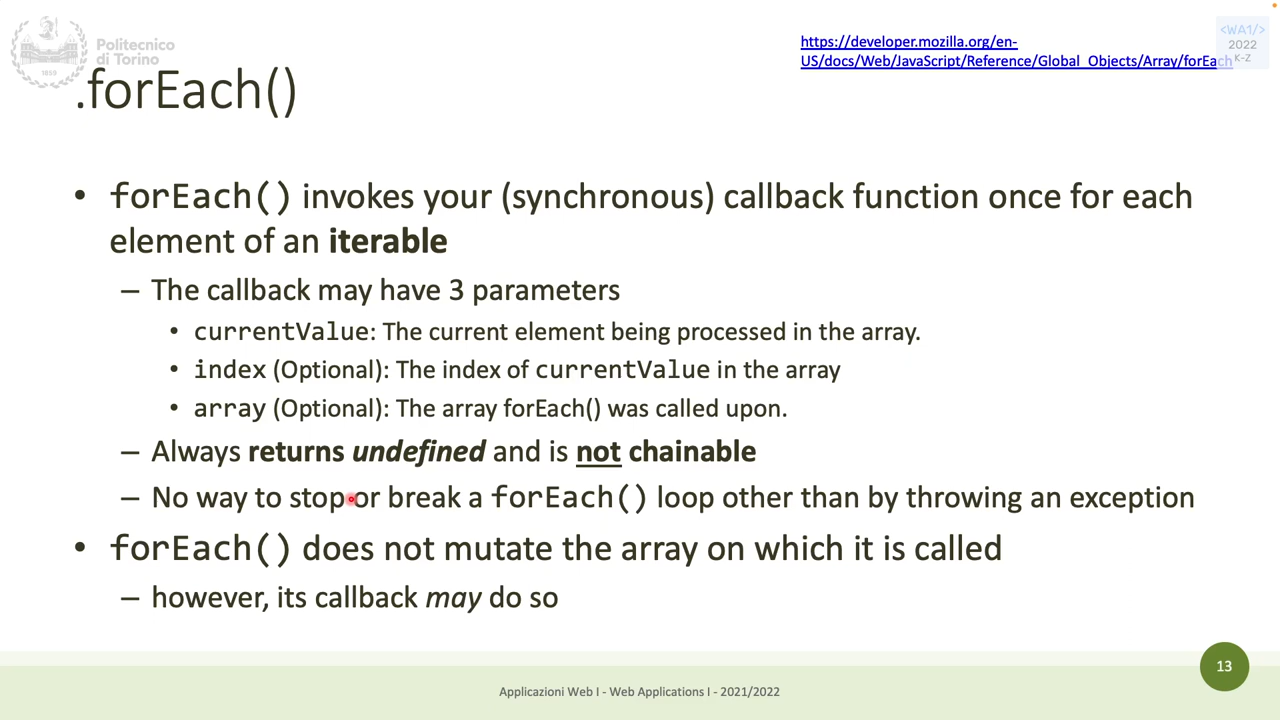 Politecnico
di Torino
1859
.forEach()
https://developer.mozilla.org/en-
US/docs/Web/JavaScript/Reference/Global_Objects/Array/forEach
<WA1/>
2022
K-Z
• forEach() invokes your (synchronous) callback function once for each
element of an iterable
– The callback may have 3 parameters
• currentValue: The current element being processed in the array.
• index (Optional): The index of currentValue in the array
• array (Optional): The array forEach() was called upon.
– Always returns undefined and is not chainable
– No way to stop or break a forEach() loop other than by throwing an exception
• forEach() does not mutate the array on which it is called
– however, its callback may do so
13
Applicazioni Web I - Web Applications I - 2021/2022